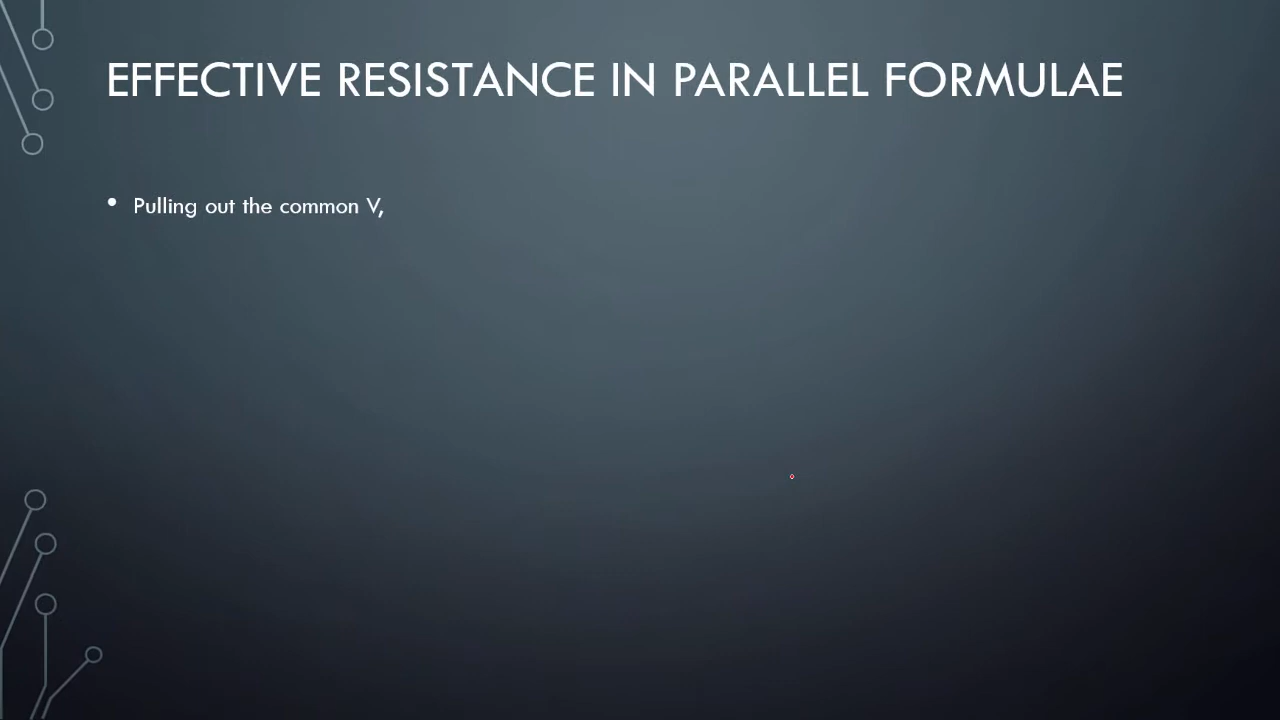 EFFECTIVE RESISTANCE IN PARALLEL FORMULAE
• Pulling out the common V,